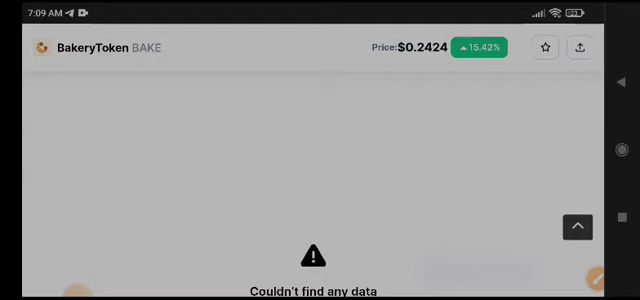 7:09 AM
BakeryToken BAKE
Price:$0.2424
15.42%
Couldn't find any data